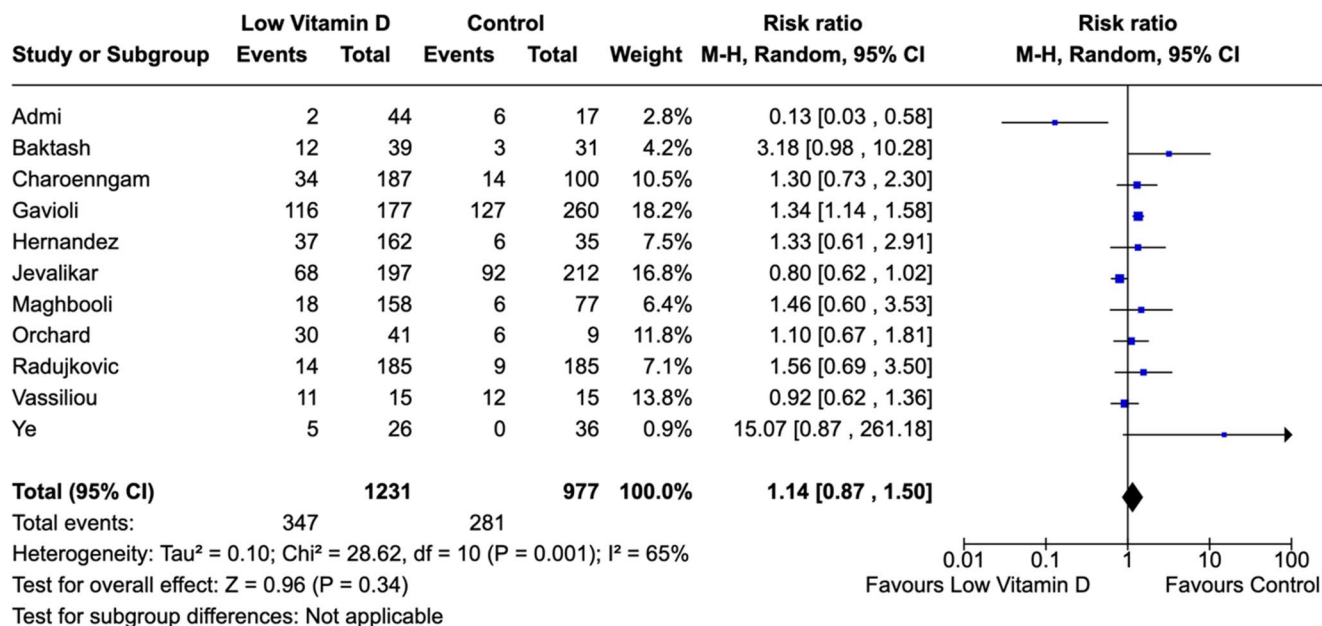 Low Vitamin D Control Risk ratio Risk ratio
Study or Subgroup Events Total Events Total Weight M-H, Random, 95% CI M-H, Random, 95% CI
Admi 2 44 6 17 2.8% 0.13 [0.03 , 0.58]
Baktash 12 39 3 31 4.2% 3.18 [0.98 , 10.28]
Charoenngam 34 187 14 100 10.5% 1.30 [0.73 , 2.30]
Gavioli 116 177 127 260 18.2% 1.34 [1.14 , 1.58]
Hernandez 37 162 6 35 7.5% 1.33 [0.61 , 2.91]
Jevalikar 68 197 92 212 16.8% 0.80 [0.62 , 1.02]
Maghbooli 18 158 6 77 6.4% 1.46 [0.60 , 3.53]
Orchard 30 41 6 9 11.8% 1.10 [0.67 , 1.81]
Radujkovic 14 185 9 185 7.1% 1.56 [0.69 , 3.50]
Vassiliou 11 15 12 15 13.8% 0.92 [0.62 , 1.36]
Ye 5 26 0 36 0.9% 15.07 [0.87 , 261.18]
Total (95% CI) 1231 977 100.0% 1.14 [0.87 , 1.50]
Total events: 347 281
Heterogeneity: Tau² = 0.10; Chi² = 28.62, df = 10 (P = 0.001); I² = 65%
Test for overall effect: Z = 0.96 (P = 0.34)
Test for subgroup differences: Not applicable
0.01 0.1 1 10 100
Favours Low Vitamin D Favours Control